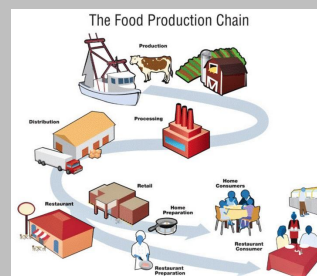 The Food Production Chain
Production
Distribution
Processing
Restaurant
Retail
Home
Preparation
Home
Consumers
Restaurant
Preparation
Restaurant
Consumer